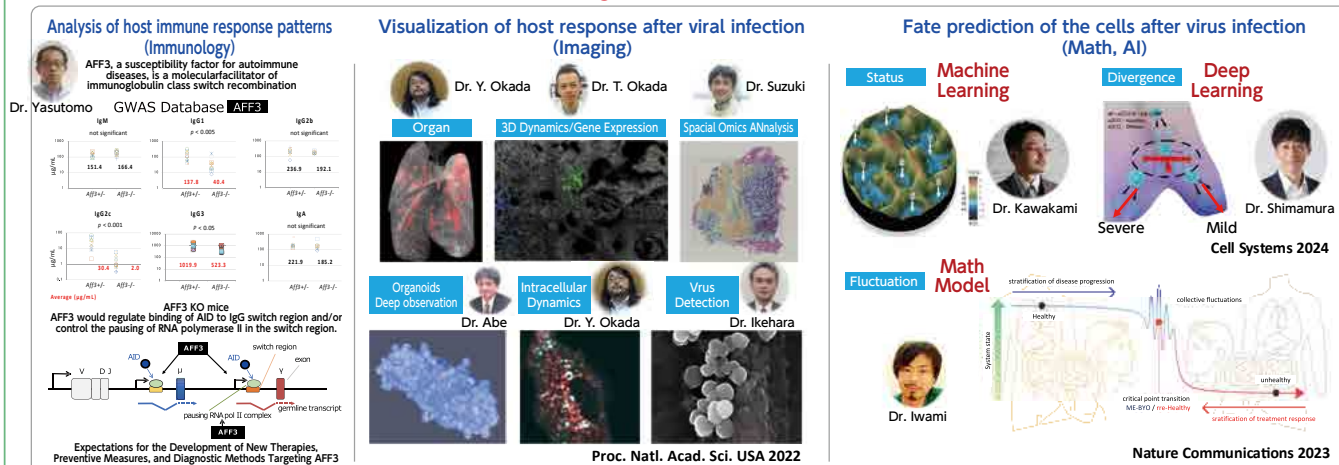 Analysis of host immune response patterns
(Immunology)
AFF3, a susceptibility factor for autoimmune
diseases, is a molecularfacilitator of
immunoglobulin class switch recombination
Dr. Yasutomo
GWAS Database AFF3
IgM
not significant
IgG1
p < 0.005
IgG2b
not significant
μg/mL
1000
100
10
1
151.4
166.4
137.8
40.4
236.9
192.1
Aff3+/-
Aff3-/-
Aff3+/-
Aff3-/-
Aff3+/-
Aff3-/-
IgG2c
p < 0.001
IgG3
P < 0.05
IgA
not significant
μg/mL
30.4
2.0
1019.9
523.3
221.9
185.2
Aff3+/-
Aff3-/-
Aff3+/-
Aff3-/-
Aff3+/-
Aff3-/-
Average (μg/mL)
AFF3 KO mice
AFF3 would regulate binding of AID to IgG switch region and/or
control the pausing of RNA polymerase II in the switch region.
AFF3
switch region
exon
AID
AID
V
D J
μ
γ
pausing RNA pol II complex
germline transcript
AFF3
Expectations for the Development of New Therapies,
Preventive Measures, and Diagnostic Methods Targeting AFF3
Visualization of host response after viral infection
(Imaging)
Dr. Y. Okada
Dr. T. Okada
Dr. Suzuki
Organ
3D Dynamics/Gene Expression
Spacial Omics ANnalysis
Organoids
Deep observation
Dr. Abe
Intracellular
Dynamics
Dr. Y. Okada
Vrus
Detection
Dr. Ikehara
Proc. Natl. Acad. Sci. USA 2022
Fate prediction of the cells after virus infection
(Math, AI)
Status
Machine
Learning
Dr. Kawakami
Divergence
Deep
Learning
Dr. Shimamura
Severe
Mild
Cell Systems 2024
Fluctuation
Math
Model
Dr. Iwami
stratification of disease progression
collective fluctuations
Healthy
System state
unhealthy
critical point transition
ME-BYO / rre-Healthy
sratification of treatment response
Nature Communications 2023